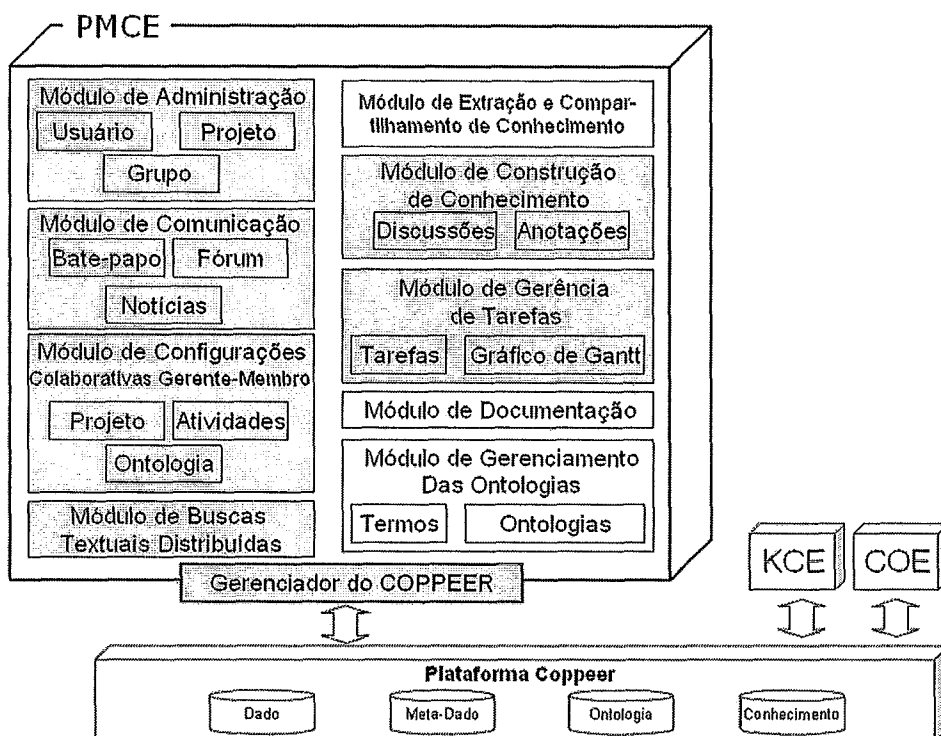 PMCE
Módulo de Administração
Usuário
Projeto
Grupo
Módulo de Comunicação
Bate-papo
Fórum
Notícias
Módulo de Configurações
Colaborativas Gerente-Membro
Projeto
Atividades
Ontologia
Módulo de Buscas
Textuais Distribuídas
Módulo de Extração e Compar-
tilhamento de Conhecimento
Módulo de Construção
de Conhecimento
Discussões
Anotações
Módulo de Gerência
de Tarefas
Tarefas
Gráfico de Gantt
Módulo de Documentação
Módulo de Gerenciamento
Das Ontologias
Termos
Ontologias
Gerenciador do COPPEER
KCE
COE
Plataforma Coppeer
Dado
Meta-Dado
Ontologia
Conhecimento